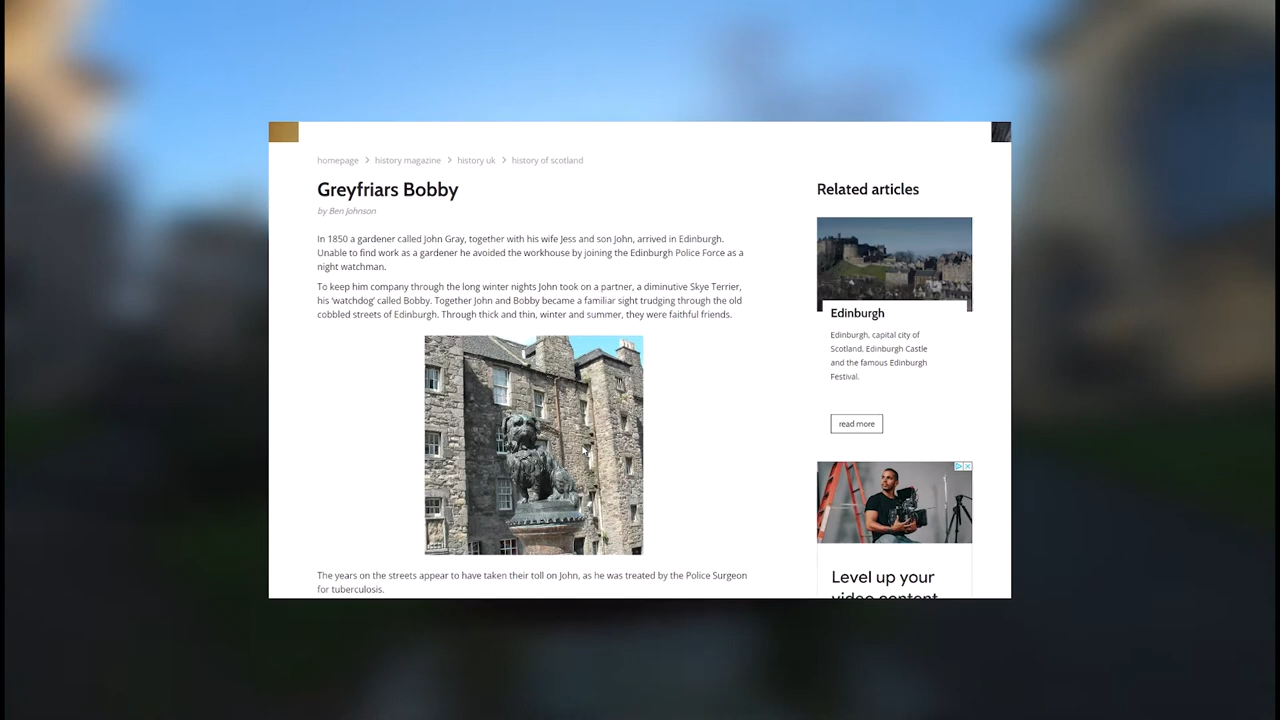 homepage > history magazine > history uk > history of scotland
Greyfriars Bobby
by Ben Johnson
In 1850 a gardener called John Gray, together with his wife Jess and son John, arrived in Edinburgh.
Unable to find work as a gardener he avoided the workhouse by joining the Edinburgh Police Force as a
night watchman.
To keep him company through the long winter nights John took on a partner, a diminutive Skye Terrier,
his ‘watchdog’ called Bobby. Together John and Bobby became a familiar sight trudging through the old
cobbled streets of Edinburgh. Through thick and thin, winter and summer, they were faithful friends.
The years on the streets appear to have taken their toll on John, as he was treated by the Police Surgeon
for tuberculosis.
Related articles
Edinburgh
Edinburgh, capital city of
Scotland, Edinburgh Castle
and the famous Edinburgh
Festival.
read more
Level up your
video content